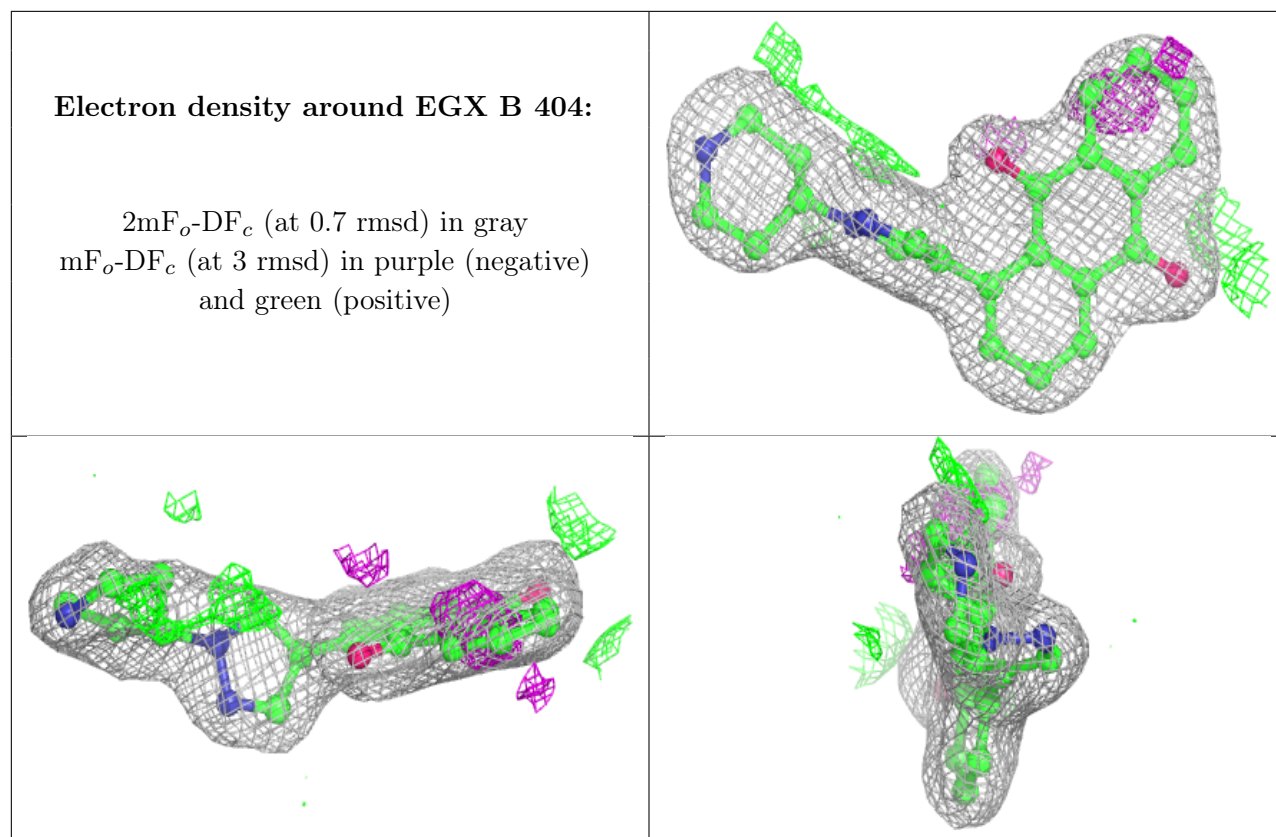 Electron density around EGX B 404:
2mFo-DFc (at 0.7 rmsd) in gray
mFo-DFc (at 3 rmsd) in purple (negative)
and green (positive)